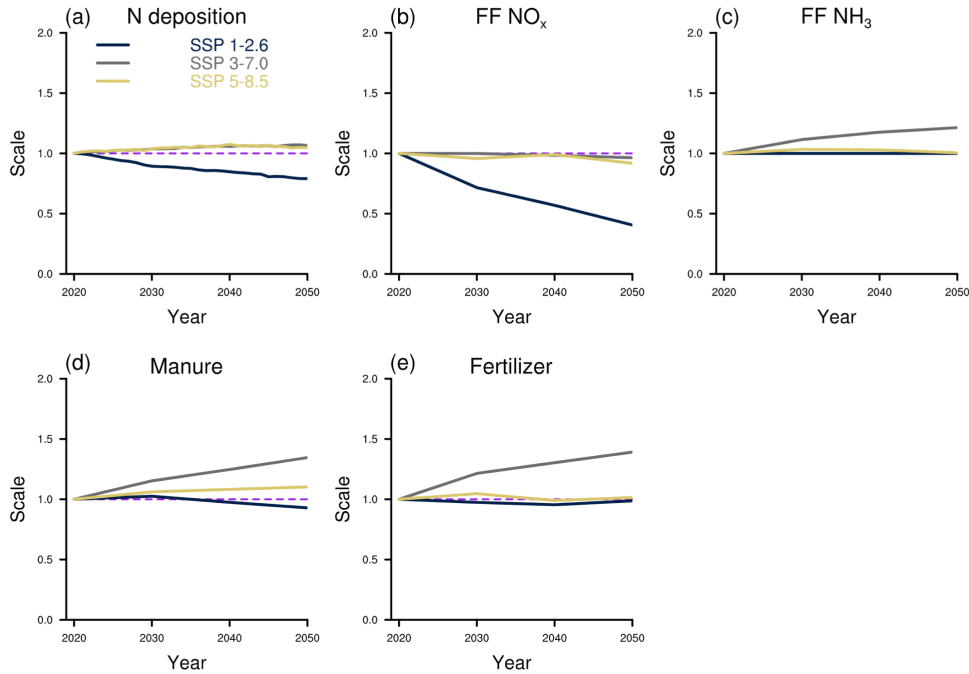 (a) N deposition
2.0
SSP 1-2.6
SSP 3-7.0
SSP 5-8.5
1.5
1.0
0.5
0.0
Scale
2020 2030 2040 2050
Year
(b) FF NOₓ
2.0
1.5
1.0
0.5
0.0
Scale
2020 2030 2040 2050
Year
(c) FF NH₃
2.0
1.5
1.0
0.5
0.0
Scale
2020 2030 2040 2050
Year
(d) Manure
2.0
1.5
1.0
0.5
0.0
Scale
2020 2030 2040 2050
Year
(e) Fertilizer
2.0
1.5
1.0
0.5
0.0
Scale
2020 2030 2040 2050
Year